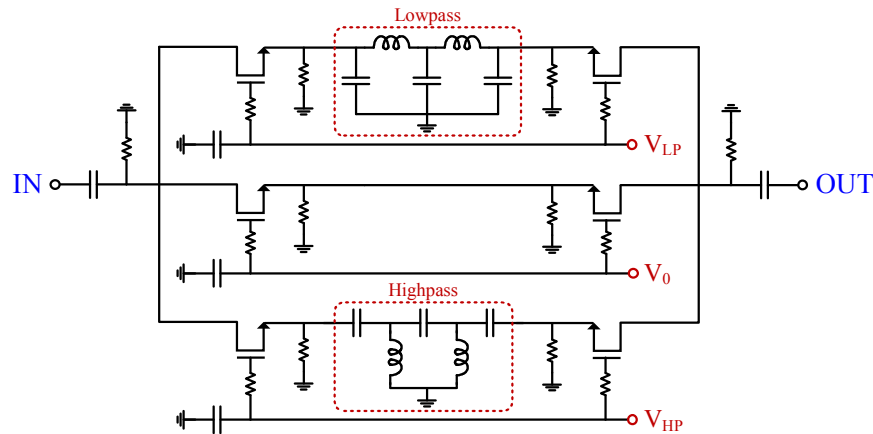 Lowpass
V_LP
IN
OUT
V_0
Highpass
V_HP